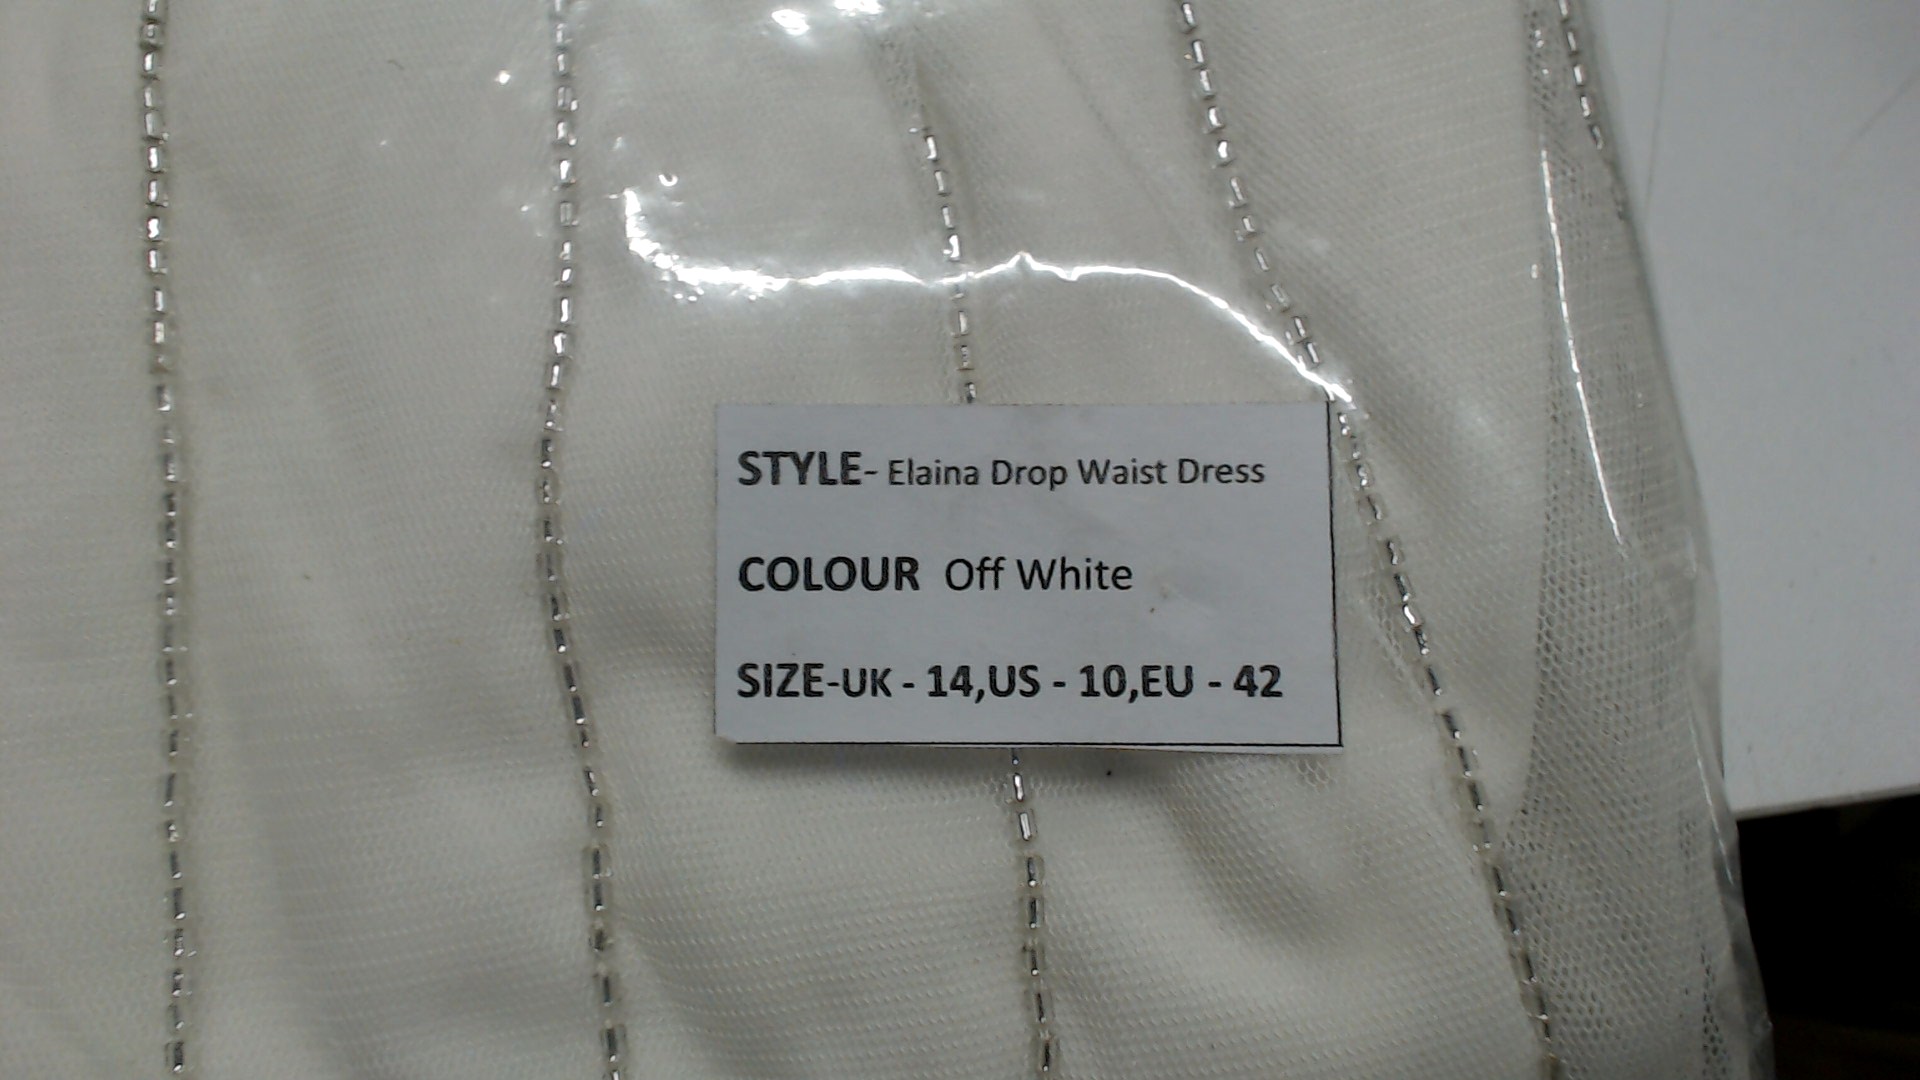 STYLE- Elaina Drop Waist Dress
COLOUR Off White
SIZE-UK - 14,US - 10,EU - 42